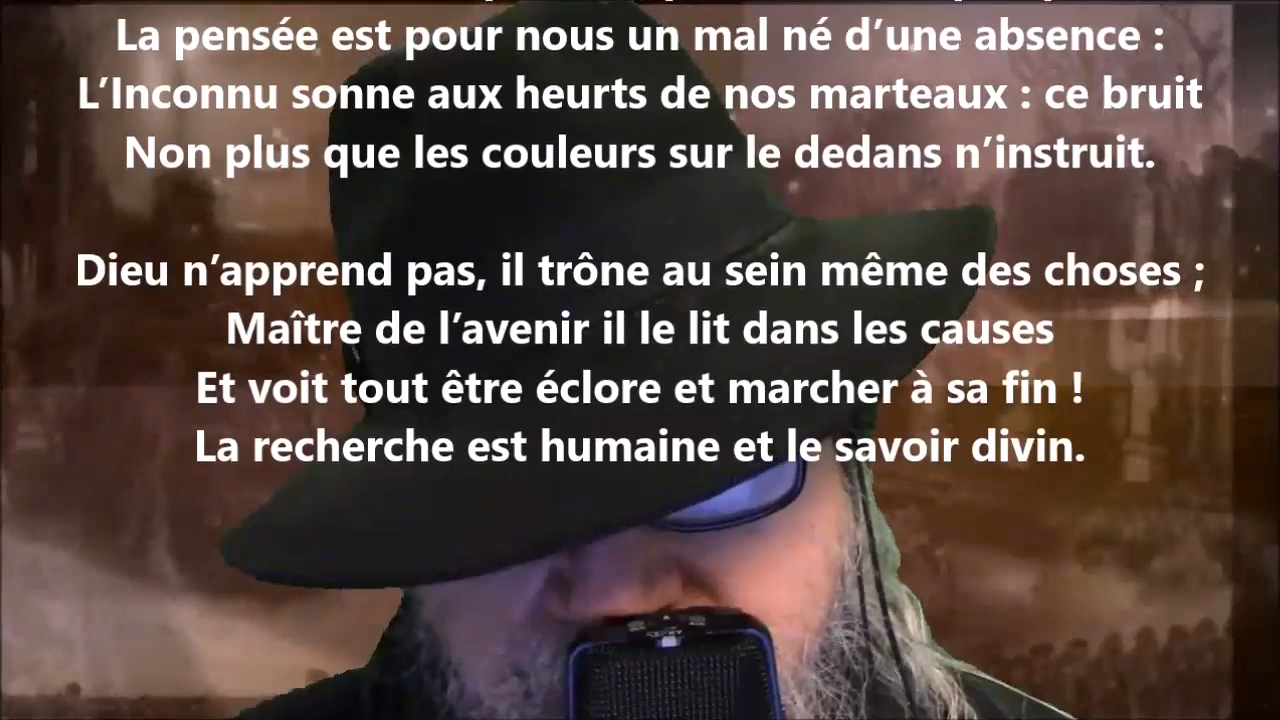 La pensée est pour nous un mal né d’une absence :
L’Inconnu sonne aux heurts de nos marteaux : ce bruit
Non plus que les couleurs sur le dedans n’instruit.
Dieu n’apprend pas, il trône au sein même des choses ;
Maître de l’avenir il le lit dans les causes
Et voit tout être éclore et marcher à sa fin !
La recherche est humaine et le savoir divin.